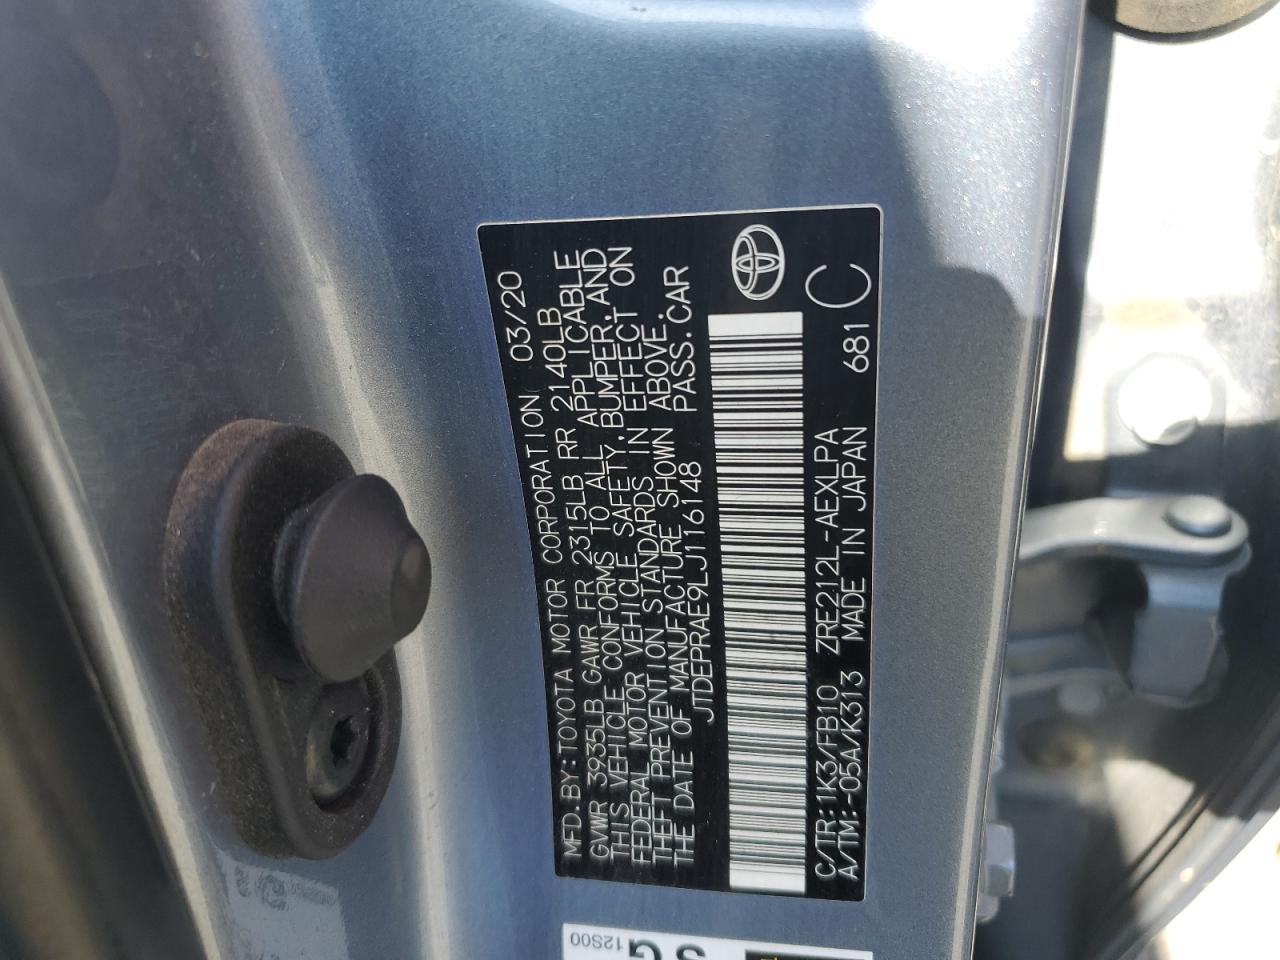 MFD.BY:TOYOTA MOTOR CORPORATION 03/20
GVWR 3935LB GAWR FR 2315LB RR 2140LB
THIS VEHICLE CONFORMS TO ALL APPLICABLE
FEDERAL MOTOR VEHICLE SAFETY,BUMPER,AND
THEFT PREVENTION STANDARDS IN EFFECT ON
THE DATE OF MANUFACTURE SHOWN ABOVE.
JTDEPRAE9LJ116148 PASS.CAR
C/TR:1K3/FB10 ZRE212L-AEXLPA 681 C
A/TM:-05A/K313 MADE IN JAPAN
12S00